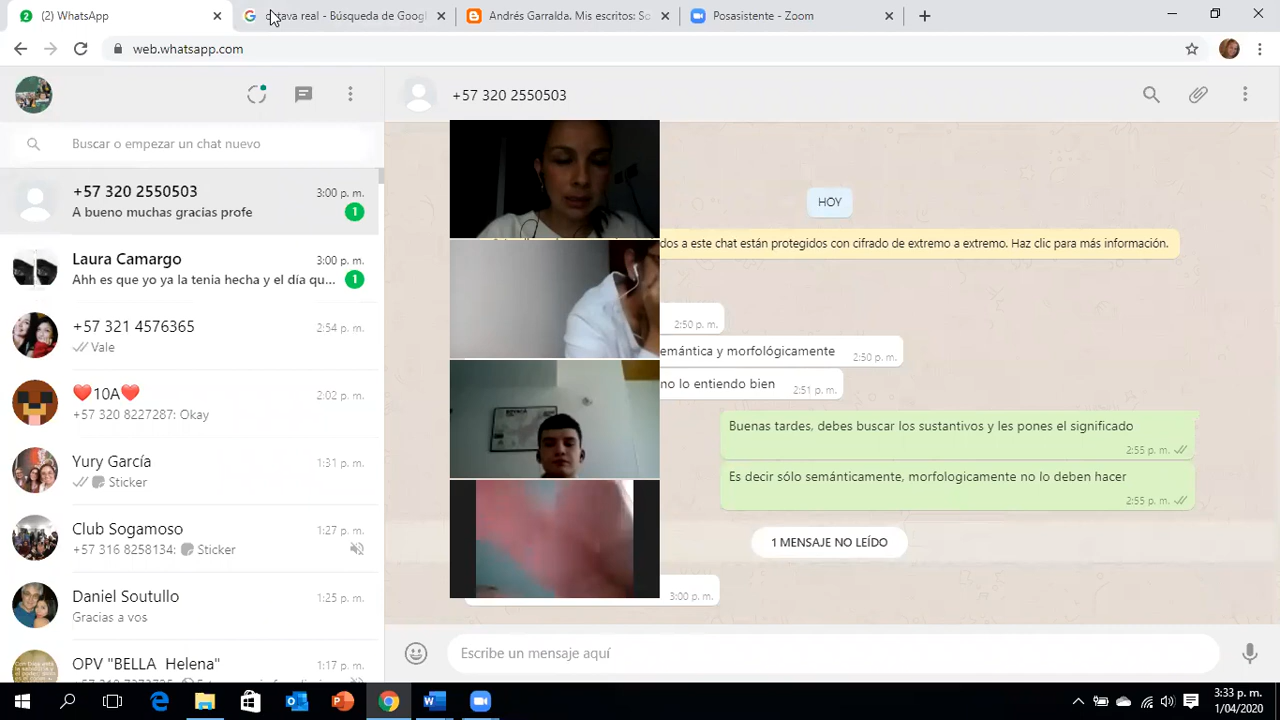 (2) WhatsApp
tava real - Búsqueda de Googl
Andrés Garralda. Mis escritos: So
Posasistente - Zoom
web.whatsapp.com
+57 320 2550503
Buscar o empezar un chat nuevo
+57 320 2550503
3:00 p. m.
A bueno muchas gracias profe
1
Laura Camargo
3:00 p. m.
Ahh es que yo ya la tenia hecha y el día qu...
1
+57 321 4576365
2:54 p. m.
Vale
10A
2:02 p. m.
+57 320 8227287: Okay
Yury García
1:31 p. m.
Sticker
Club Sogamoso
1:27 p. m.
+57 316 8258134: Sticker
Daniel Soutullo
1:25 p. m.
Gracias a vos
OPV "BELLA Helena"
1:17 p. m.
HOY
dos a este chat están protegidos con cifrado de extremo a extremo. Haz clic para más información.
2:50 p. m.
emántica y morfológicamente
2:50 p. m.
no lo entiendo bien
2:51 p. m.
Buenas tardes, debes buscar los sustantivos y les pones el significado
2:55 p. m.
Es decir sólo semánticamente, morfologicamente no lo deben hacer
2:55 p. m.
1 MENSAJE NO LEÍDO
3:00 p. m.
Escribe un mensaje aquí
3:33 p. m.
1/04/2020